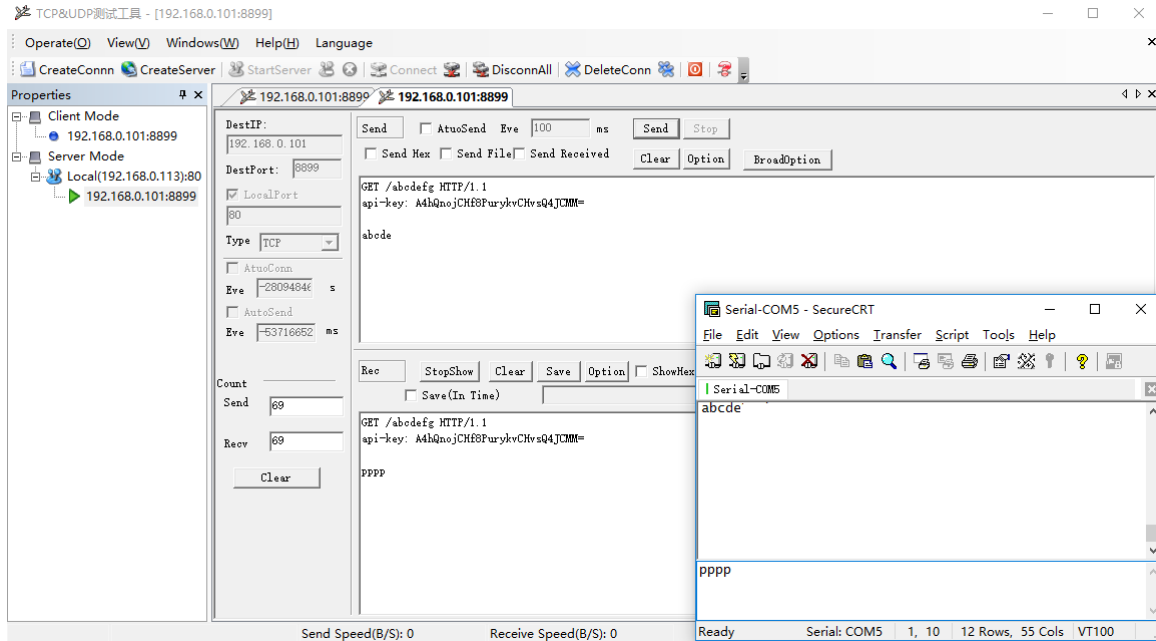 TCP&UDP测试工具 - [192.168.0.101:8899]
Operate(O) View(V) Windows(W) Help(H) Language
CreateConnn CreateServer StartServer Connect DisconnAll DeleteConn
Properties
Client Mode
192.168.0.101:8899
Server Mode
Local(192.168.0.113):80
192.168.0.101:8899
192.168.0.101:8899 192.168.0.101:8899
DestIP:
192.168.0.101
DestPort: 8899
LocalPort
80
Type TCP
AtuoConn
Eve -28094846 s
AutoSend
Eve -53716652 ms
Count
Send 69
Recv 69
Clear
Send AtuoSend Eve 100 ms Send Stop
Send Hex Send File Send Received Clear Option BroadOption
GET /abcdefg HTTP/1.1
api-key: A4hQnojCHf8PurykvCHvsQ4JCMM=
abcde
Rec StopShow Clear Save Option ShowHex
Save(In Time)
GET /abcdefg HTTP/1.1
api-key: A4hQnojCHf8PurykvCHvsQ4JCMM=
pppp
Serial-COM5 - SecureCRT
File Edit View Options Transfer Script Tools Help
Serial-COM5
abcde
pppp
Ready Serial: COM5 1, 10 12 Rows, 55 Cols VT100
Send Speed(B/S): 0 Receive Speed(B/S): 0